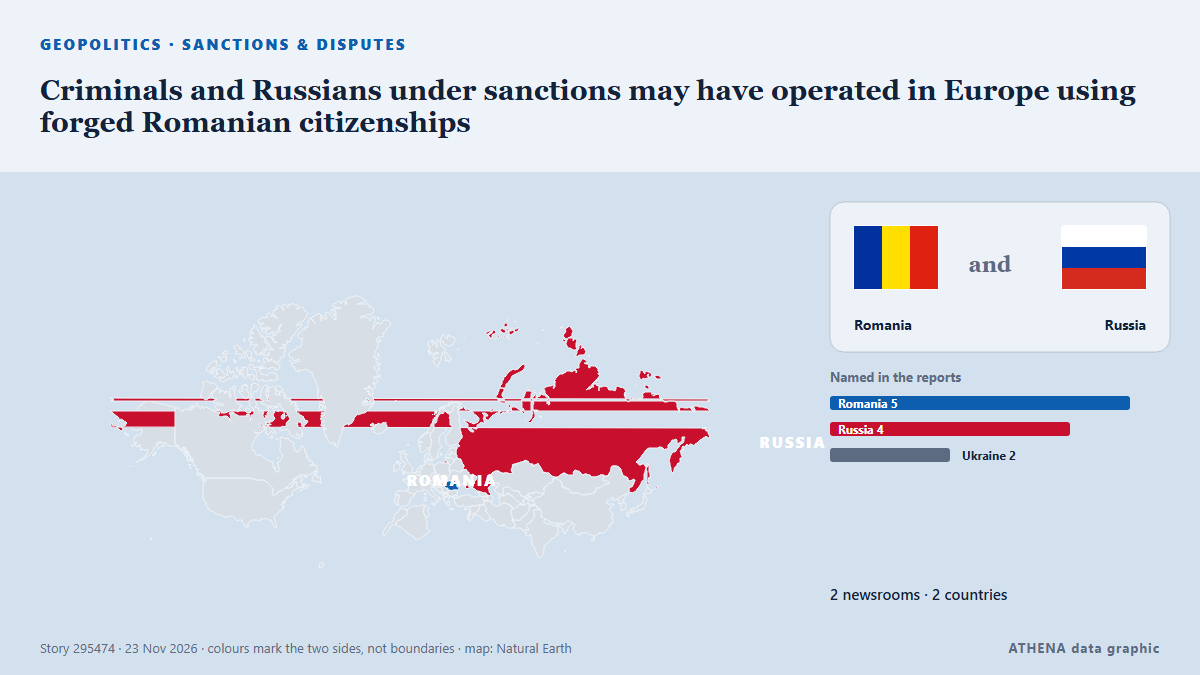 GEOPOLITICS · SANCTIONS & DISPUTES
Criminals and Russians under sanctions may have operated in Europe using
forged Romanian citizenships
and
Romania
Russia
Named in the reports
Romania 5
Russia 4
Ukraine 2
RUSSIA
ROMANIA
2 newsrooms · 2 countries
Story 295474 · 23 Nov 2026 · colours mark the two sides, not boundaries · map: Natural Earth
ATHENA data graphic